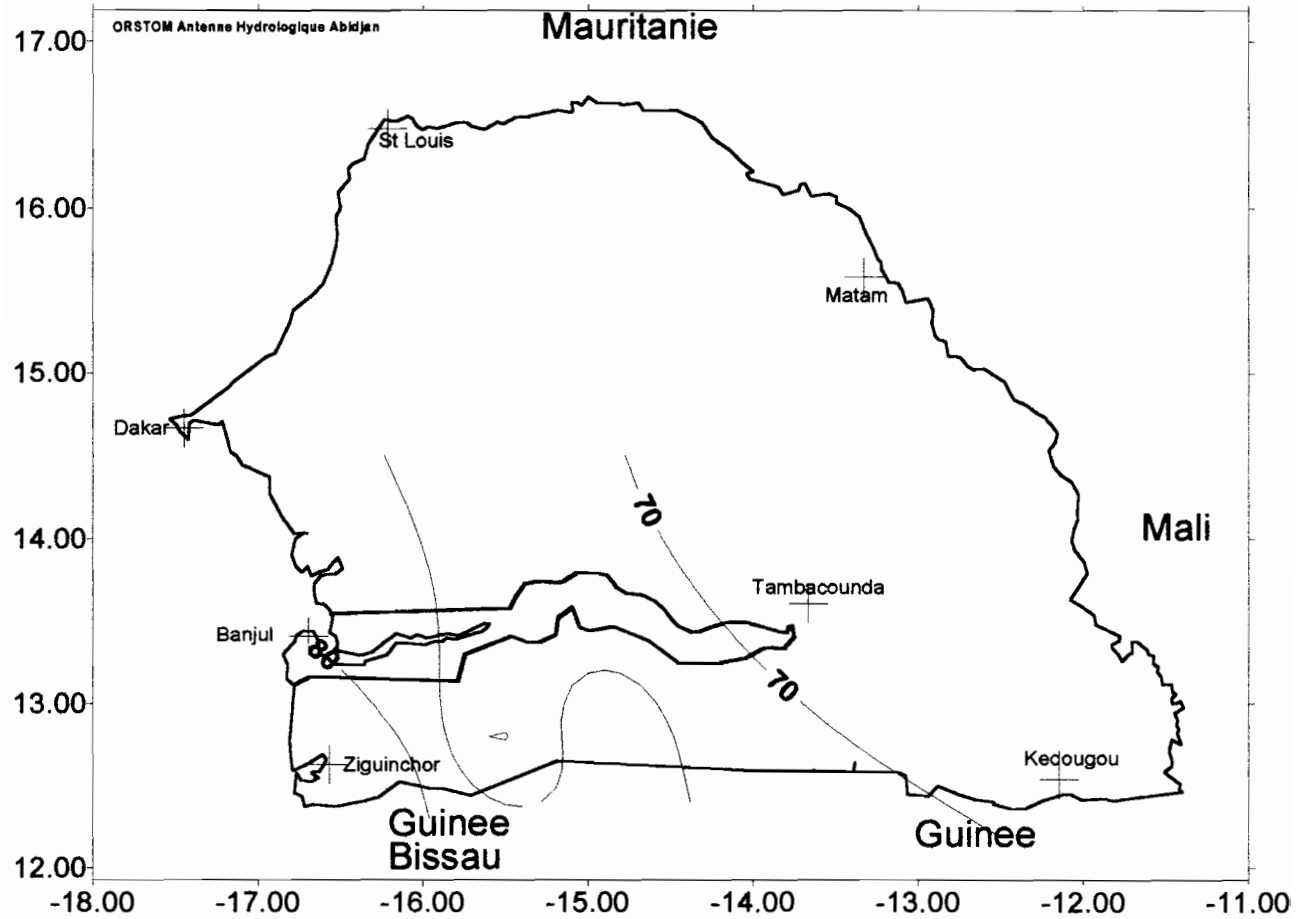 ORSTOM Antenne Hydrologique Abidjan
Mauritanie
17.00
St Louis
16.00
Matam
15.00
Dakar
70
14.00
Mali
Tambacounda
Banjul
80
70
13.00
Ziguinchor
Kedougou
Guinee
Bissau
Guinee
12.00
-18.00 -17.00 -16.00 -15.00 -14.00 -13.00 -12.00 -11.00